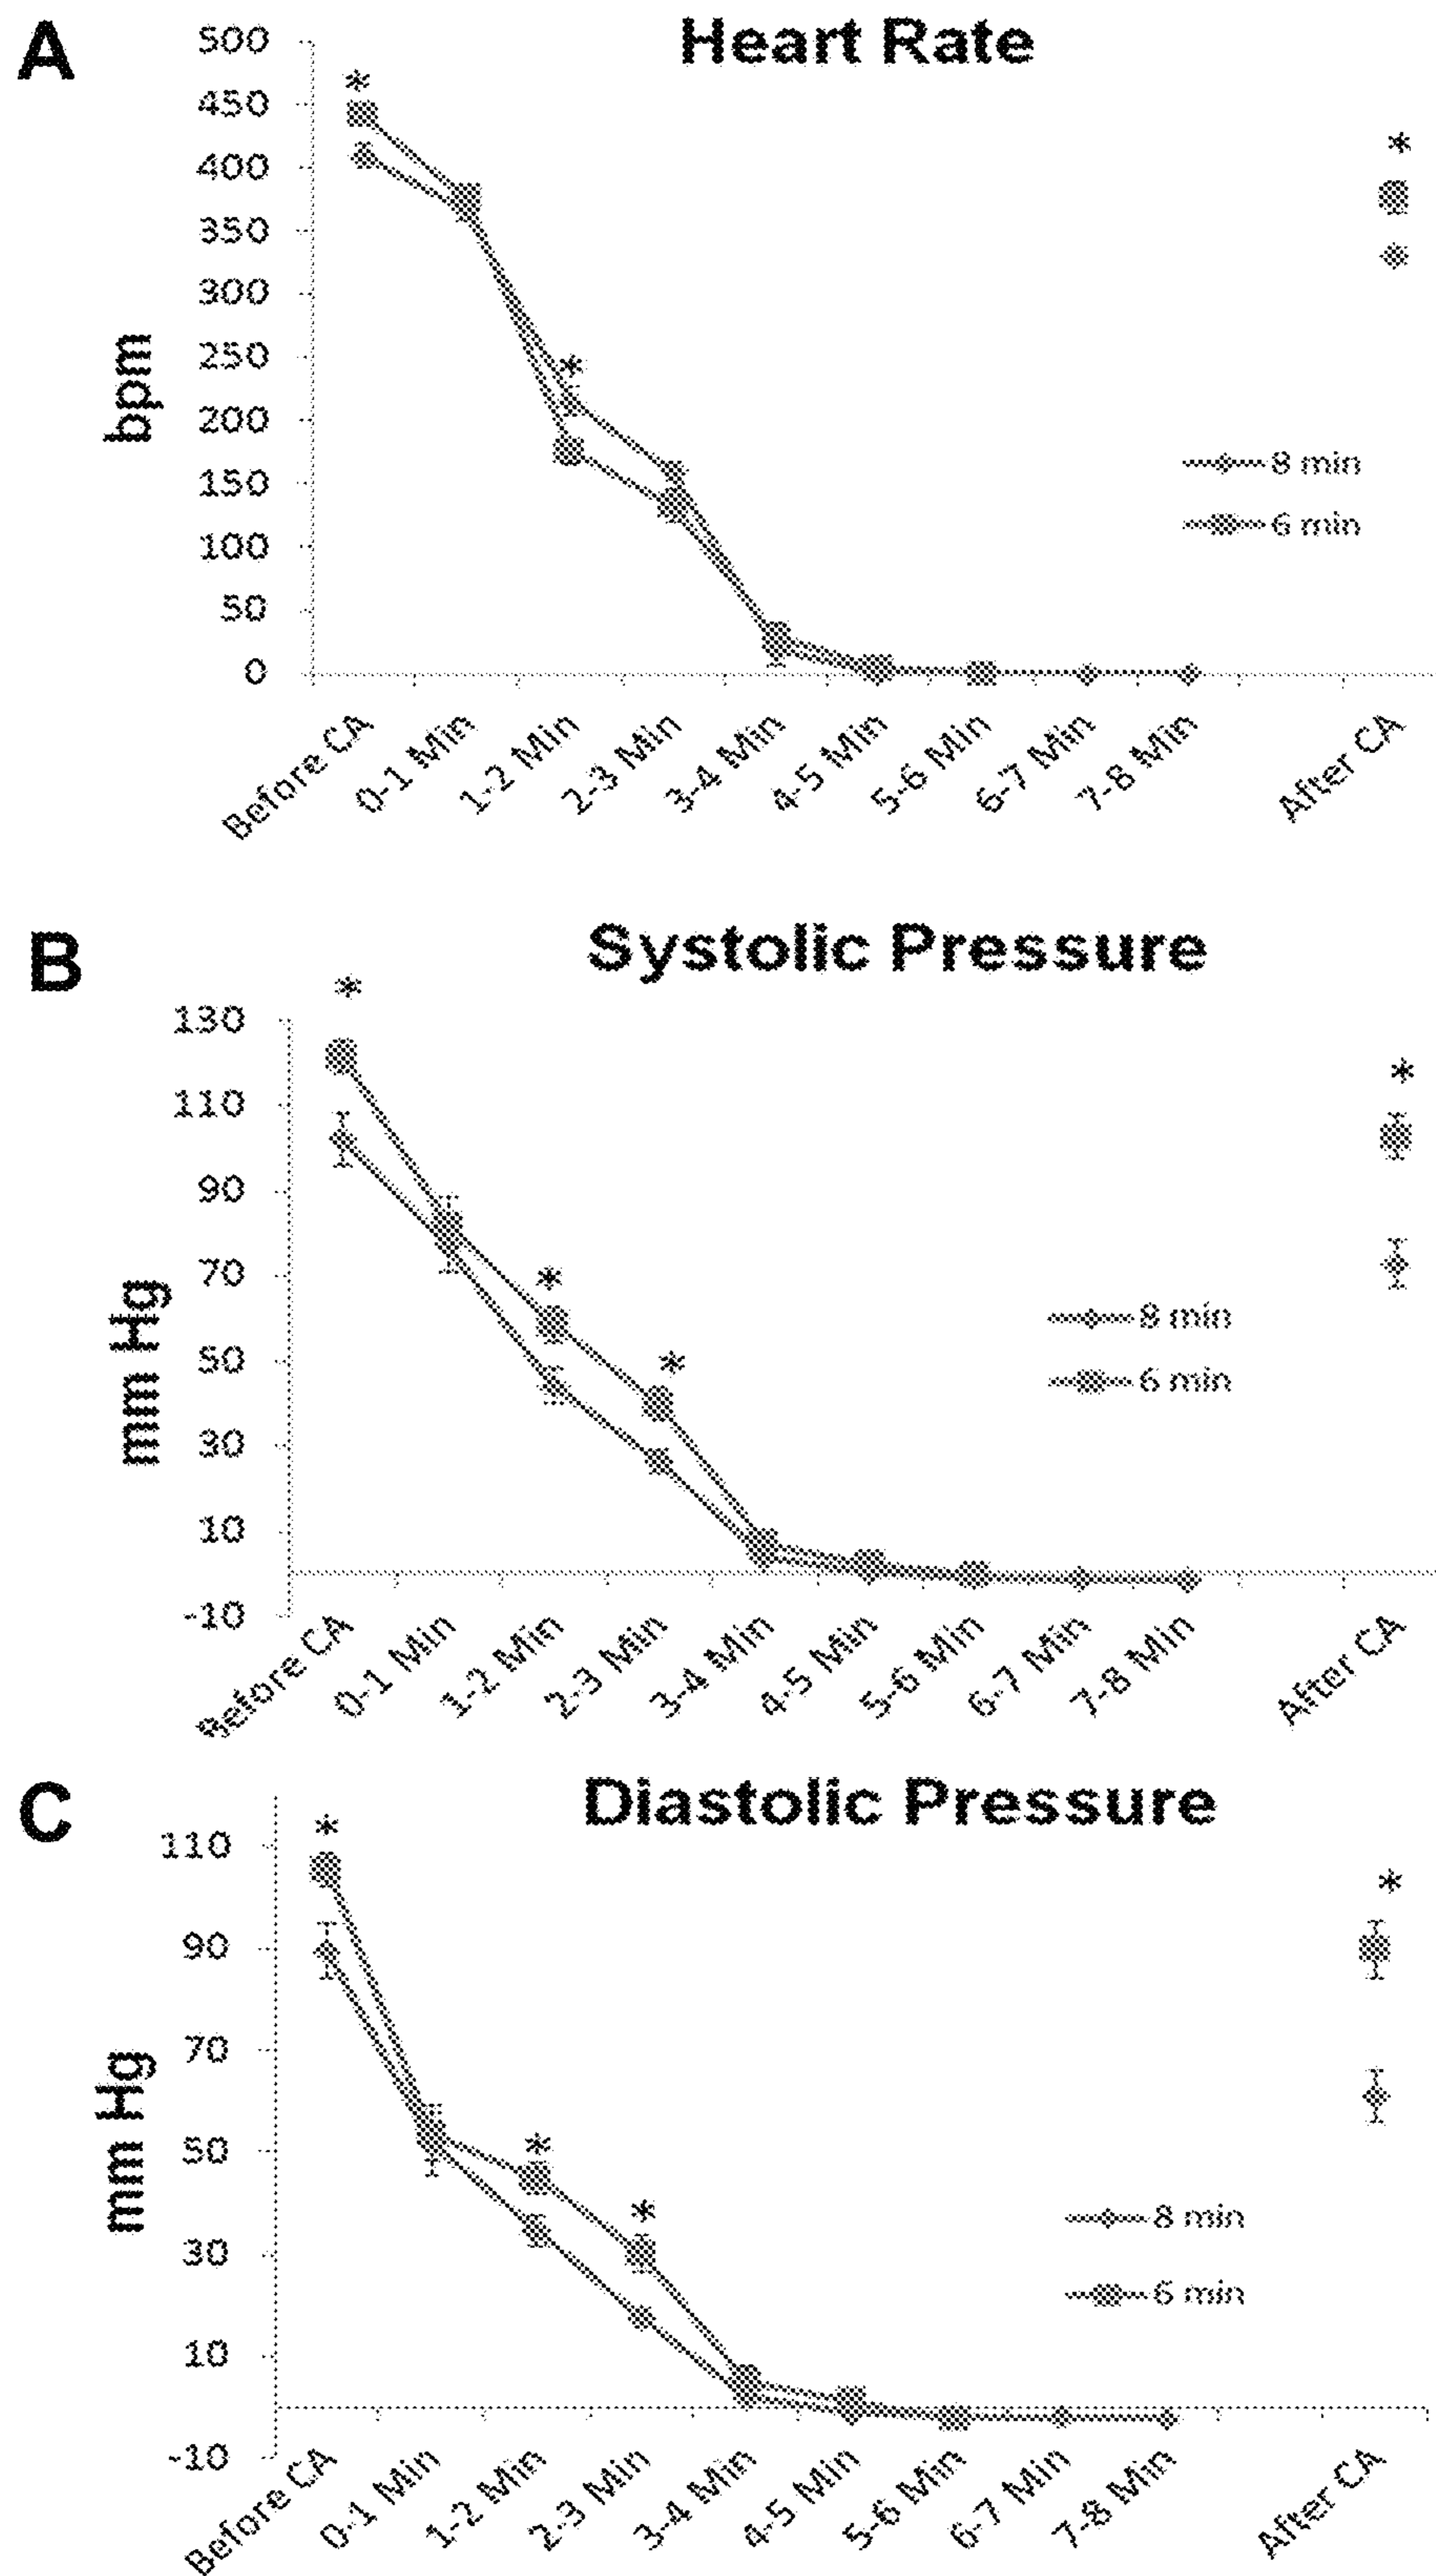 A
Heart Rate
500
450
400
350
300
250
200
150
100
50
0
bpm
*
*
*
8 min
6 min
Before CA
0-1 Min
1-2 Min
2-3 Min
3-4 Min
4-5 Min
5-6 Min
6-7 Min
7-8 Min
After CA
B
Systolic Pressure
130
110
90
70
50
30
10
-10
mm Hg
*
*
*
*
8 min
6 min
Before CA
0-1 Min
1-2 Min
2-3 Min
3-4 Min
4-5 Min
5-6 Min
6-7 Min
7-8 Min
After CA
C
Diastolic Pressure
110
90
70
50
30
10
-10
mm Hg
*
*
*
*
8 min
6 min
Before CA
0-1 Min
1-2 Min
2-3 Min
3-4 Min
4-5 Min
5-6 Min
6-7 Min
7-8 Min
After CA